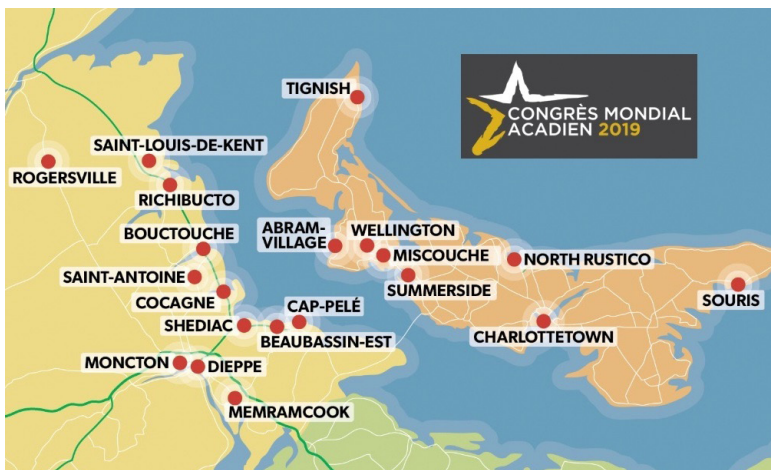 TIGNISH
CONGRÈS MONDIAL
ACADIEN 2019
SAINT-LOUIS-DE-KENT
ROGERSVILLE
RICHIBUCTO
BOUCTOUCHE
ABRAM-
VILLAGE
WELLINGTON
MISCOUCHE
NORTH RUSTICO
SAINT-ANTOINE
COCAGNE
SUMMERSIDE
SOURIS
CAP-PELÉ
SHEDIAC
BEAUBASSIN-EST
CHARLOTTETOWN
MONCTON
DIEPPE
MEMRAMCOOK